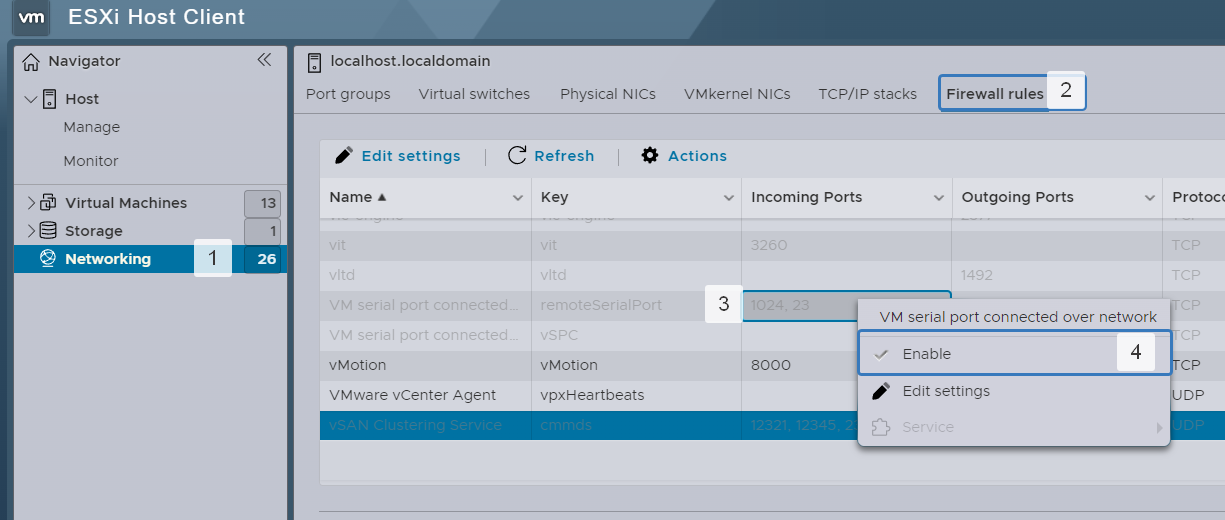 vm ESXi Host Client
Navigator
localhost.localdomain
Port groups Virtual switches Physical NICs VMkernel NICs TCP/IP stacks Firewall rules 2
Host
Manage
Monitor
Virtual Machines 13
Storage 1
Networking 1 26
Edit settings Refresh Actions
Name Key Incoming Ports Outgoing Ports
vit vit 3260 TCP
vltd vltd 1492 TCP
VM serial port connected... remoteSerialPort 3 1024, 23 TCP
VM serial port connected... vSPC TCP
vMotion vMotion 8000 TCP
VMware vCenter Agent vpxHeartbeats UDP
vSAN Clustering Service cmmds 12321, 12345, UDP
VM serial port connected over network
Enable 4
Edit settings
Service